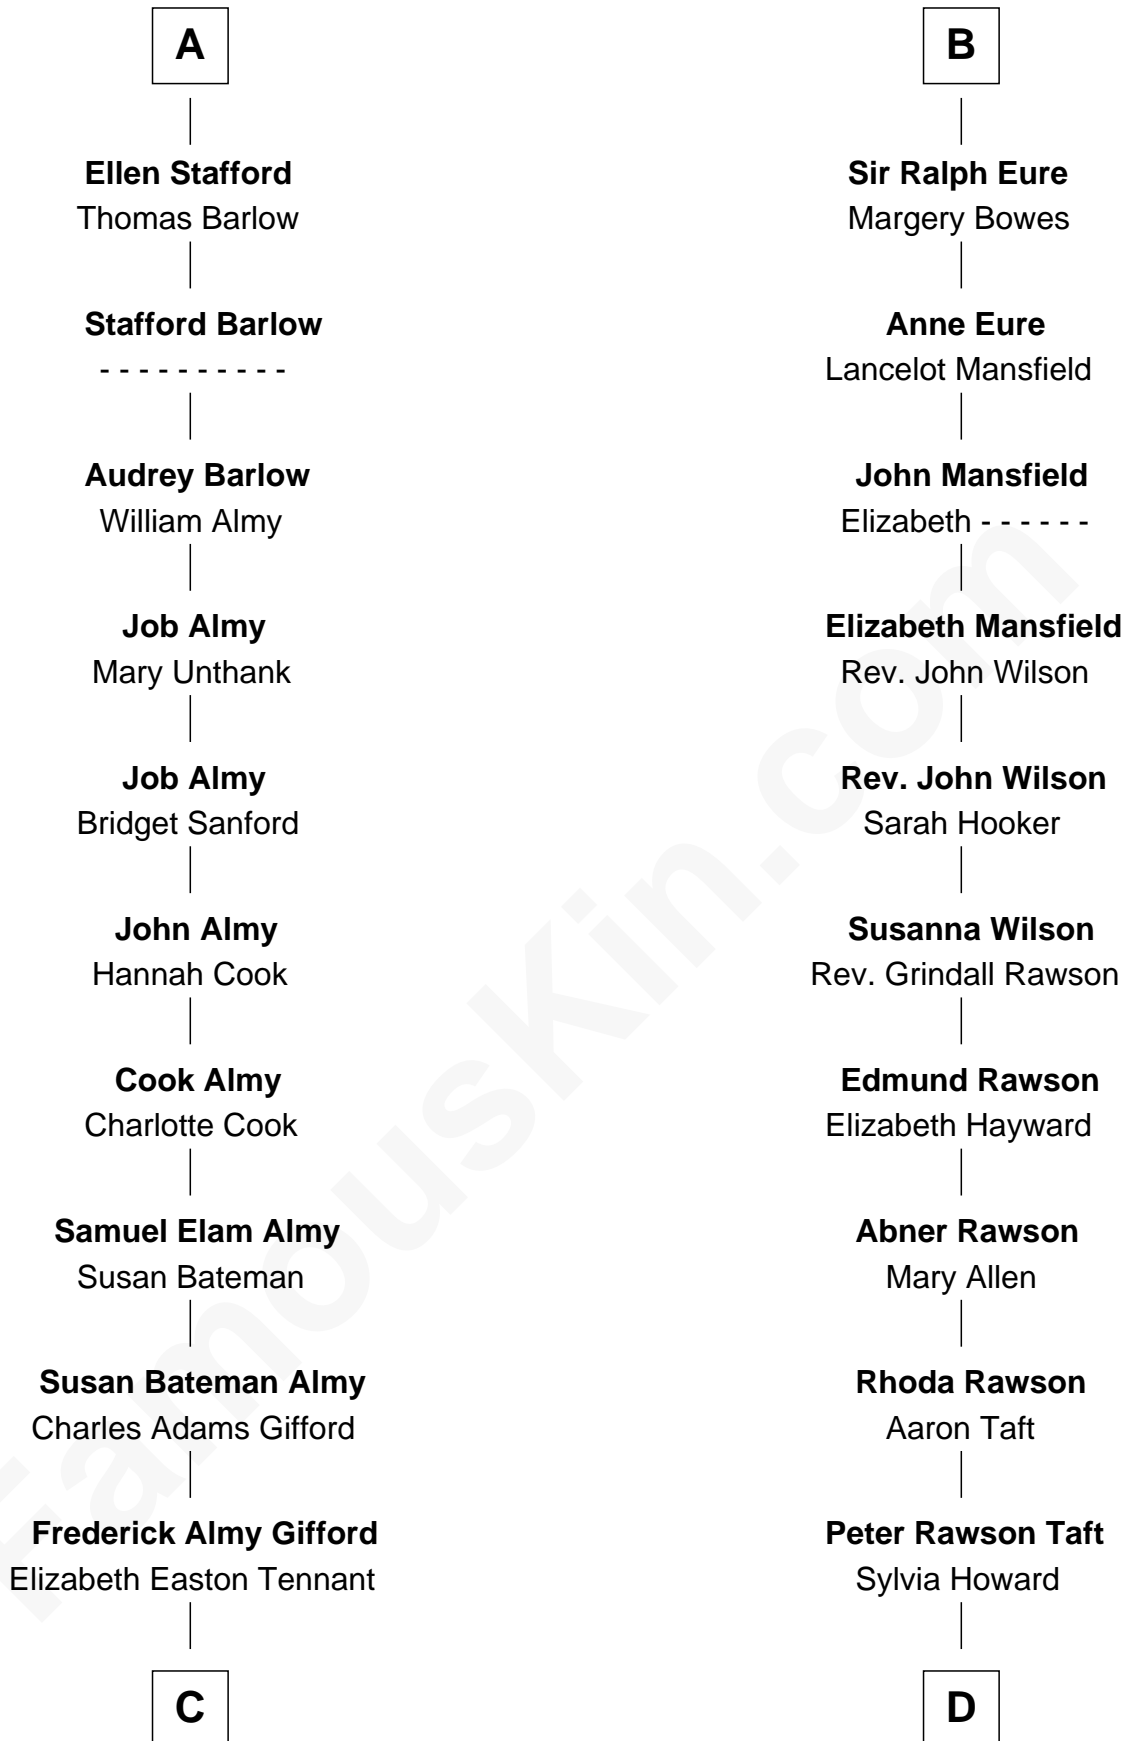 A
Ellen Stafford
Thomas Barlow
Stafford Barlow
- - - - - - - - - -
Audrey Barlow
William Almy
Job Almy
Mary Unthank
Job Almy
Bridget Sanford
John Almy
Hannah Cook
Cook Almy
Charlotte Cook
Samuel Elam Almy
Susan Bateman
Susan Bateman Almy
Charles Adams Gifford
Frederick Almy Gifford
Elizabeth Easton Tennant
C
B
Sir Ralph Eure
Margery Bowes
Anne Eure
Lancelot Mansfield
John Mansfield
Elizabeth - - - - - -
Elizabeth Mansfield
Rev. John Wilson
Rev. John Wilson
Sarah Hooker
Susanna Wilson
Rev. Grindall Rawson
Edmund Rawson
Elizabeth Hayward
Abner Rawson
Mary Allen
Rhoda Rawson
Aaron Taft
Peter Rawson Taft
Sylvia Howard
D
FamousKin.com